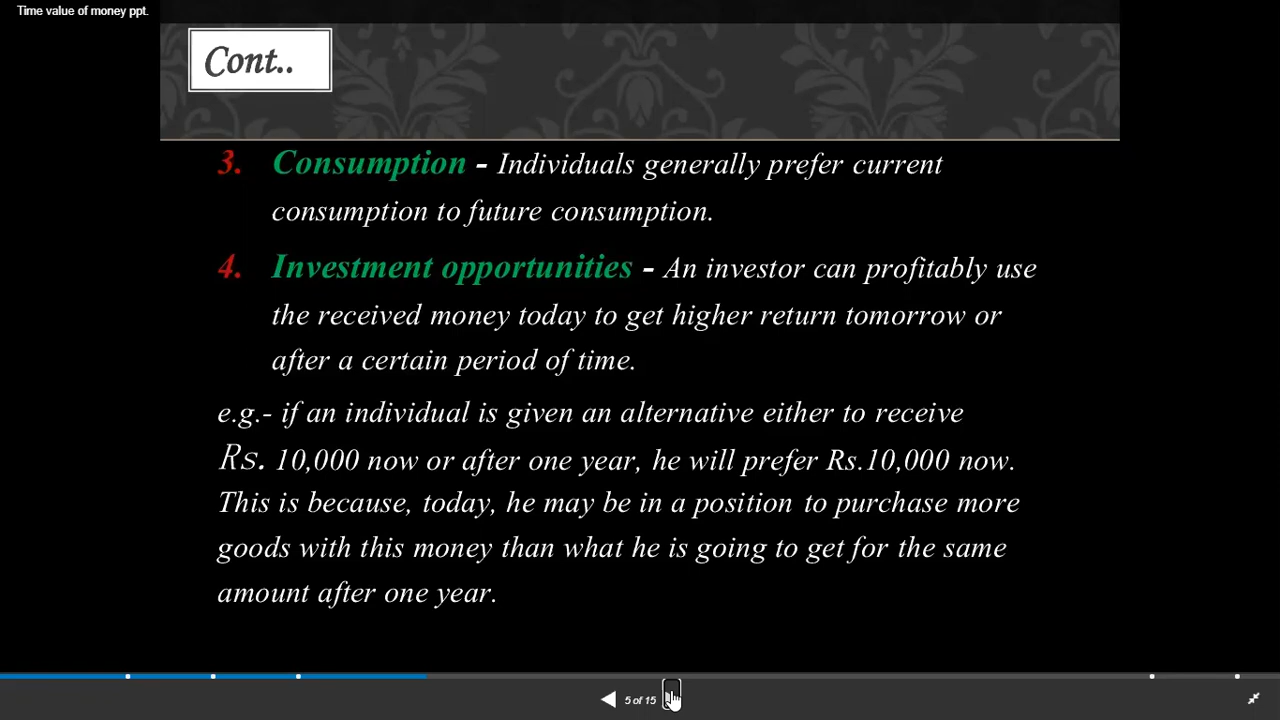 Time value of money ppt.
Cont..
3. Consumption - Individuals generally prefer current
consumption to future consumption.
4. Investment opportunities - An investor can profitably use
the received money today to get higher return tomorrow or
after a certain period of time.
e.g.- if an individual is given an alternative either to receive
Rs. 10,000 now or after one year, he will prefer Rs.10,000 now.
This is because, today, he may be in a position to purchase more
goods with this money than what he is going to get for the same
amount after one year.
5 of 15